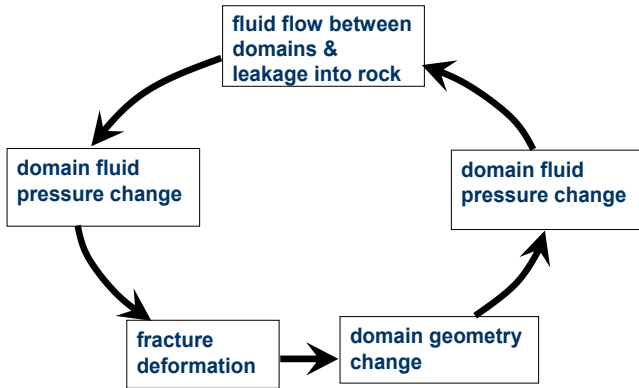 fluid flow between
domains &
leakage into rock
domain fluid
pressure change
domain fluid
pressure change
fracture
deformation
domain geometry
change